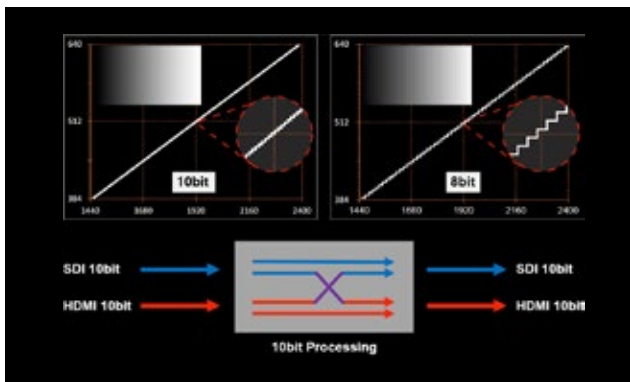 640
512
384
10bit
1440 1680 1920 2160 2400
640
512
384
8bit
1440 1680 1920 2160 2400
SDI 10bit
SDI 10bit
HDMI 10bit
HDMI 10bit
10bit Processing